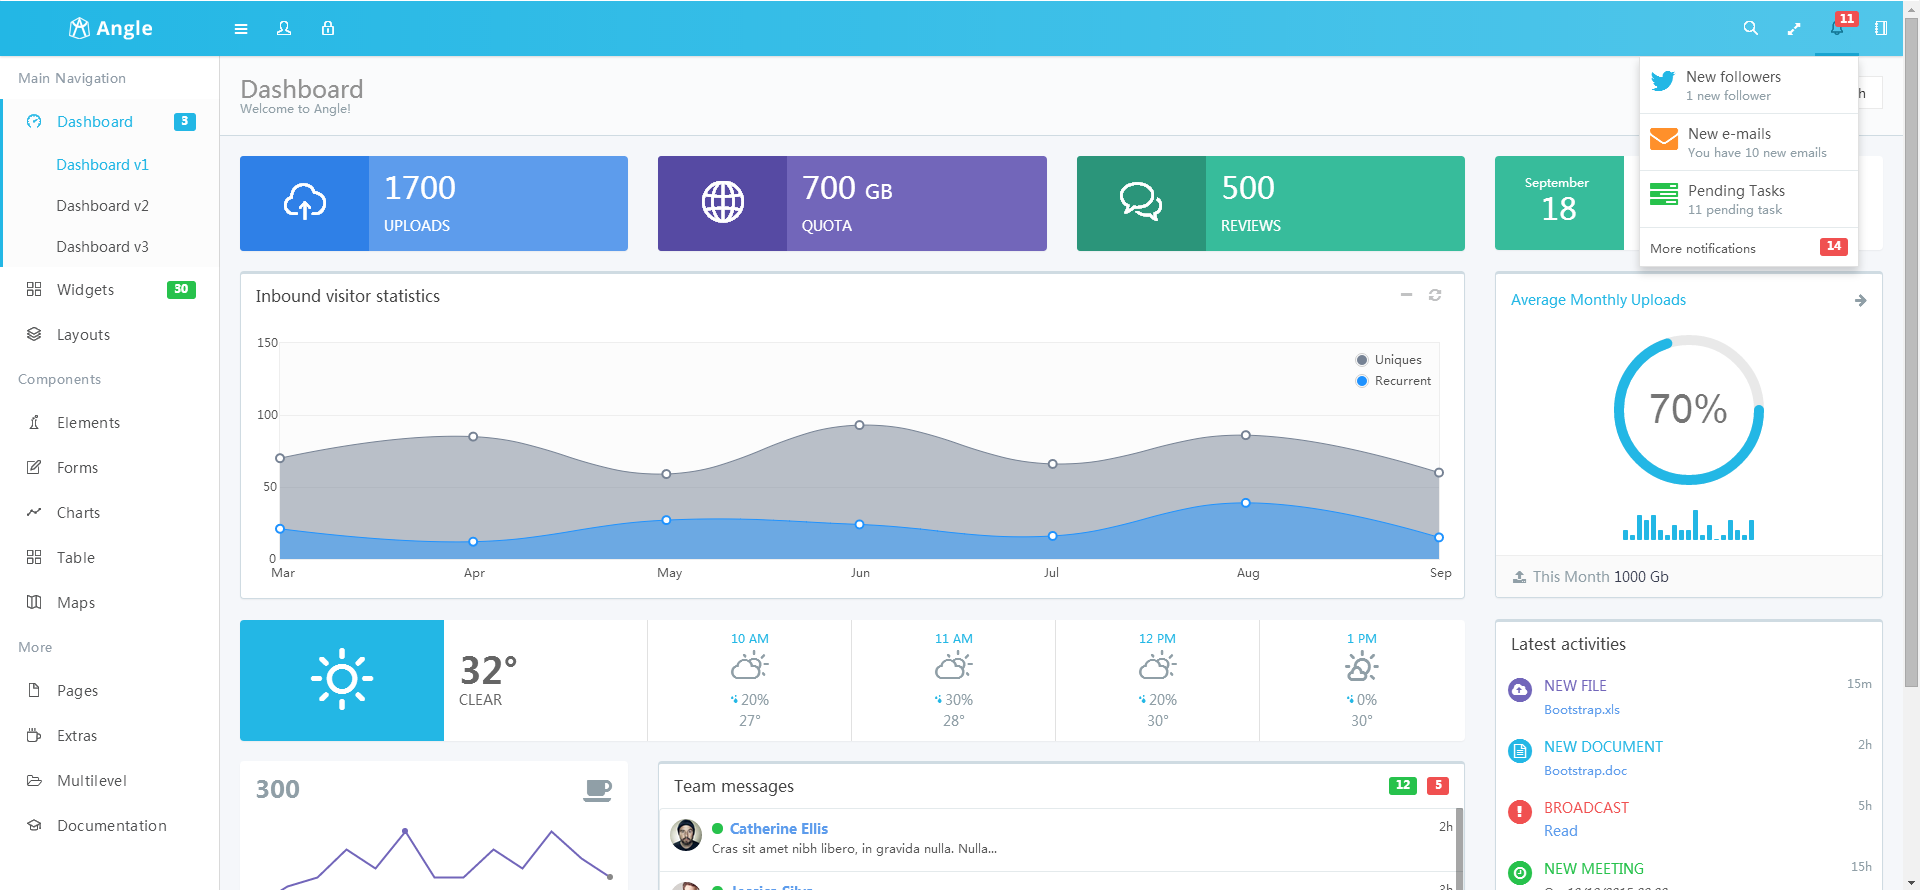 Angle
11
Main Navigation
Dashboard 3
Dashboard v1
Dashboard v2
Dashboard v3
Widgets 30
Layouts
Components
Elements
Forms
Charts
Table
Maps
More
Pages
Extras
Multilevel
Documentation
Dashboard
Welcome to Angle!
New followers
1 new follower
New e-mails
You have 10 new emails
Pending Tasks
11 pending task
More notifications 14
1700
UPLOADS
700 GB
QUOTA
500
REVIEWS
September
18
Inbound visitor statistics
150
100
50
0
Uniques
Recurrent
Mar Apr May Jun Jul Aug Sep
Average Monthly Uploads
70%
This Month 1000 Gb
32°
CLEAR
10 AM
20%
27°
11 AM
30%
28°
12 PM
20%
30°
1 PM
0%
30°
Latest activities
NEW FILE 15m
Bootstrap.xls
NEW DOCUMENT 2h
Bootstrap.doc
BROADCAST 5h
Read
NEW MEETING 15h
300
Team messages 12 5
Catherine Ellis 2h
Cras sit amet nibh libero, in gravida nulla. Nulla...